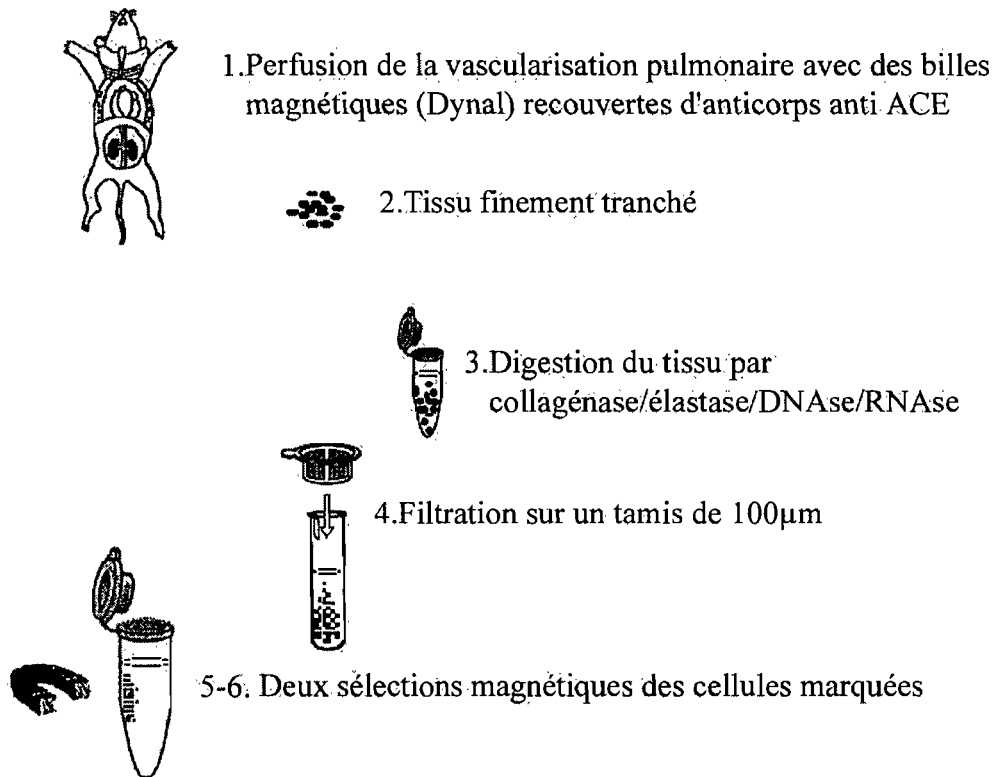 1.Perfusion de la vascularisation pulmonaire avec des billes
magnétiques (Dynal) recouvertes d'anticorps anti ACE
2.Tissu finement tranché
3.Digestion du tissu par
collagénase/élastase/DNAse/RNAse
4.Filtration sur un tamis de 100µm
5-6. Deux sélections magnétiques des cellules marquées